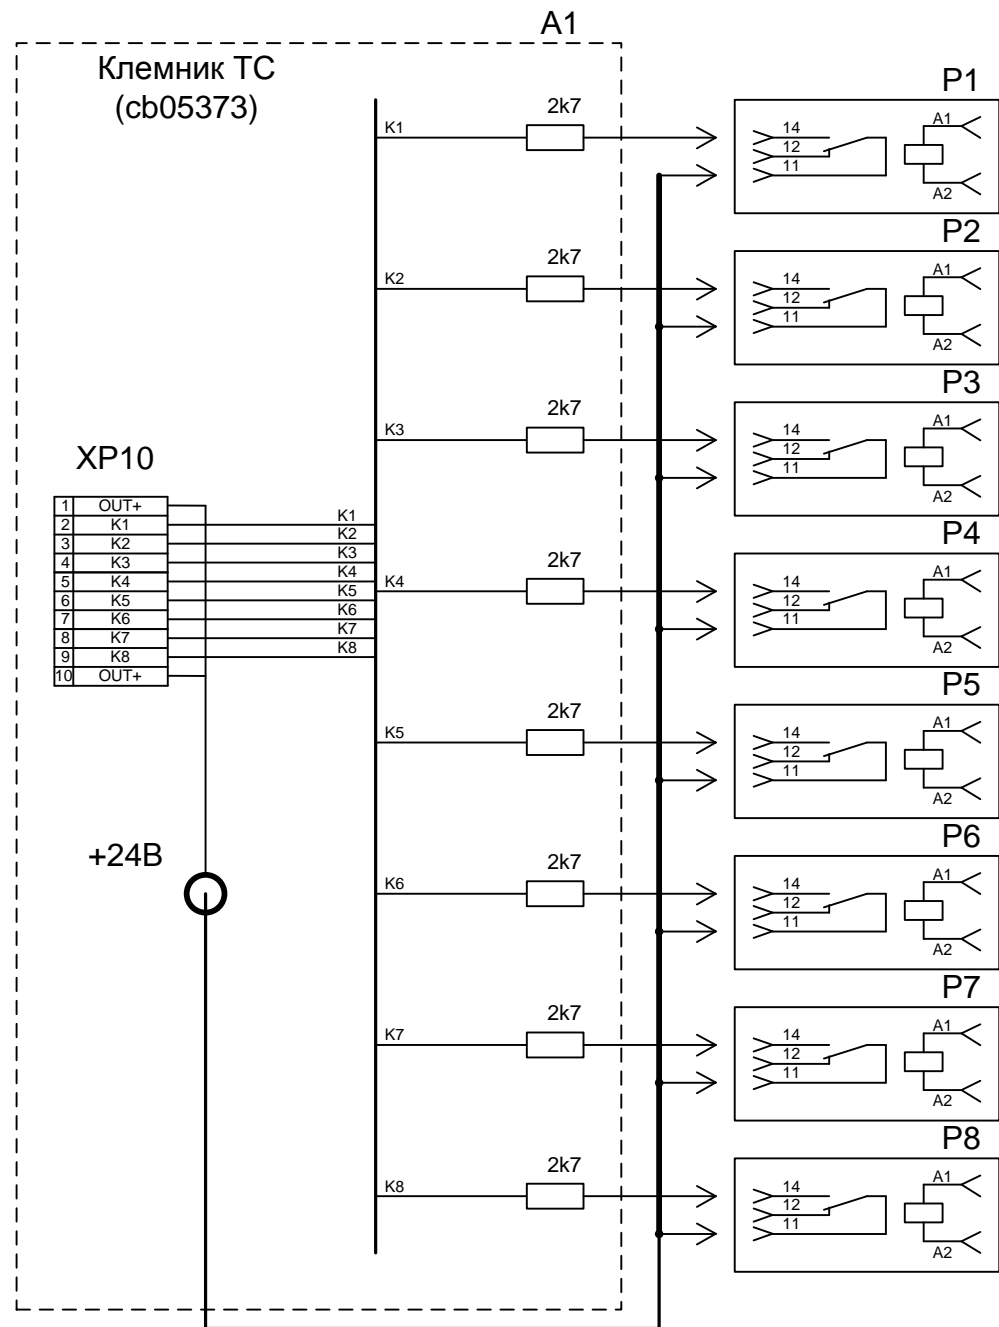 A1
Клемник ТС
(cb05373)
K1
2k7
P1
14
12
11
A1
A2
K2
2k7
P2
14
12
11
A1
A2
K3
2k7
P3
14
12
11
A1
A2
XP10
1 OUT+
2 K1
3 K2
4 K3
5 K4
6 K5
7 K6
8 K7
9 K8
10 OUT+
K1
K2
K3
K4
K5
K6
K7
K8
K4
2k7
P4
14
12
11
A1
A2
K5
2k7
P5
14
12
11
A1
A2
+24В
K6
2k7
P6
14
12
11
A1
A2
K7
2k7
P7
14
12
11
A1
A2
K8
2k7
P8
14
12
11
A1
A2